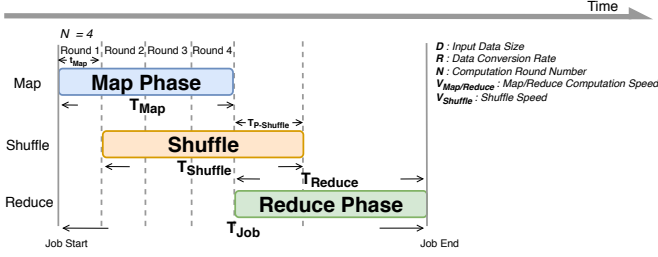 Time
N = 4
Round 1 Round 2 Round 3 Round 4
t_Map
D : Input Data Size
R : Data Conversion Rate
N : Computation Round Number
V_Map/Reduce : Map/Reduce Computation Speed
V_Shuffle : Shuffle Speed
Map
Map Phase
T_Map
T_P-Shuffle
Shuffle
Shuffle
T_Shuffle
T_Reduce
Reduce
Reduce Phase
T_Job
Job Start
Job End